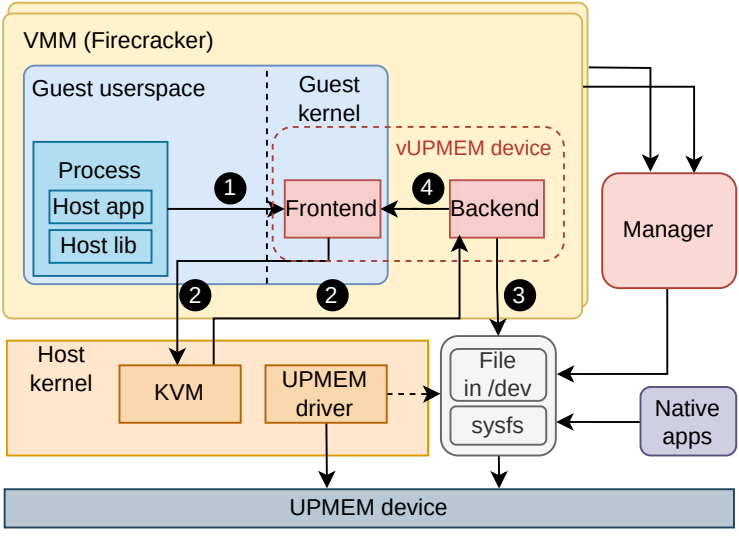 VMM (Firecracker)
Guest userspace
Guest
kernel
vUPMEM device
Process
Host app
Host lib
1
Frontend
4
Backend
Manager
2
2
3
Host
kernel
KVM
UPMEM
driver
File
in /dev
sysfs
Native
apps
UPMEM device